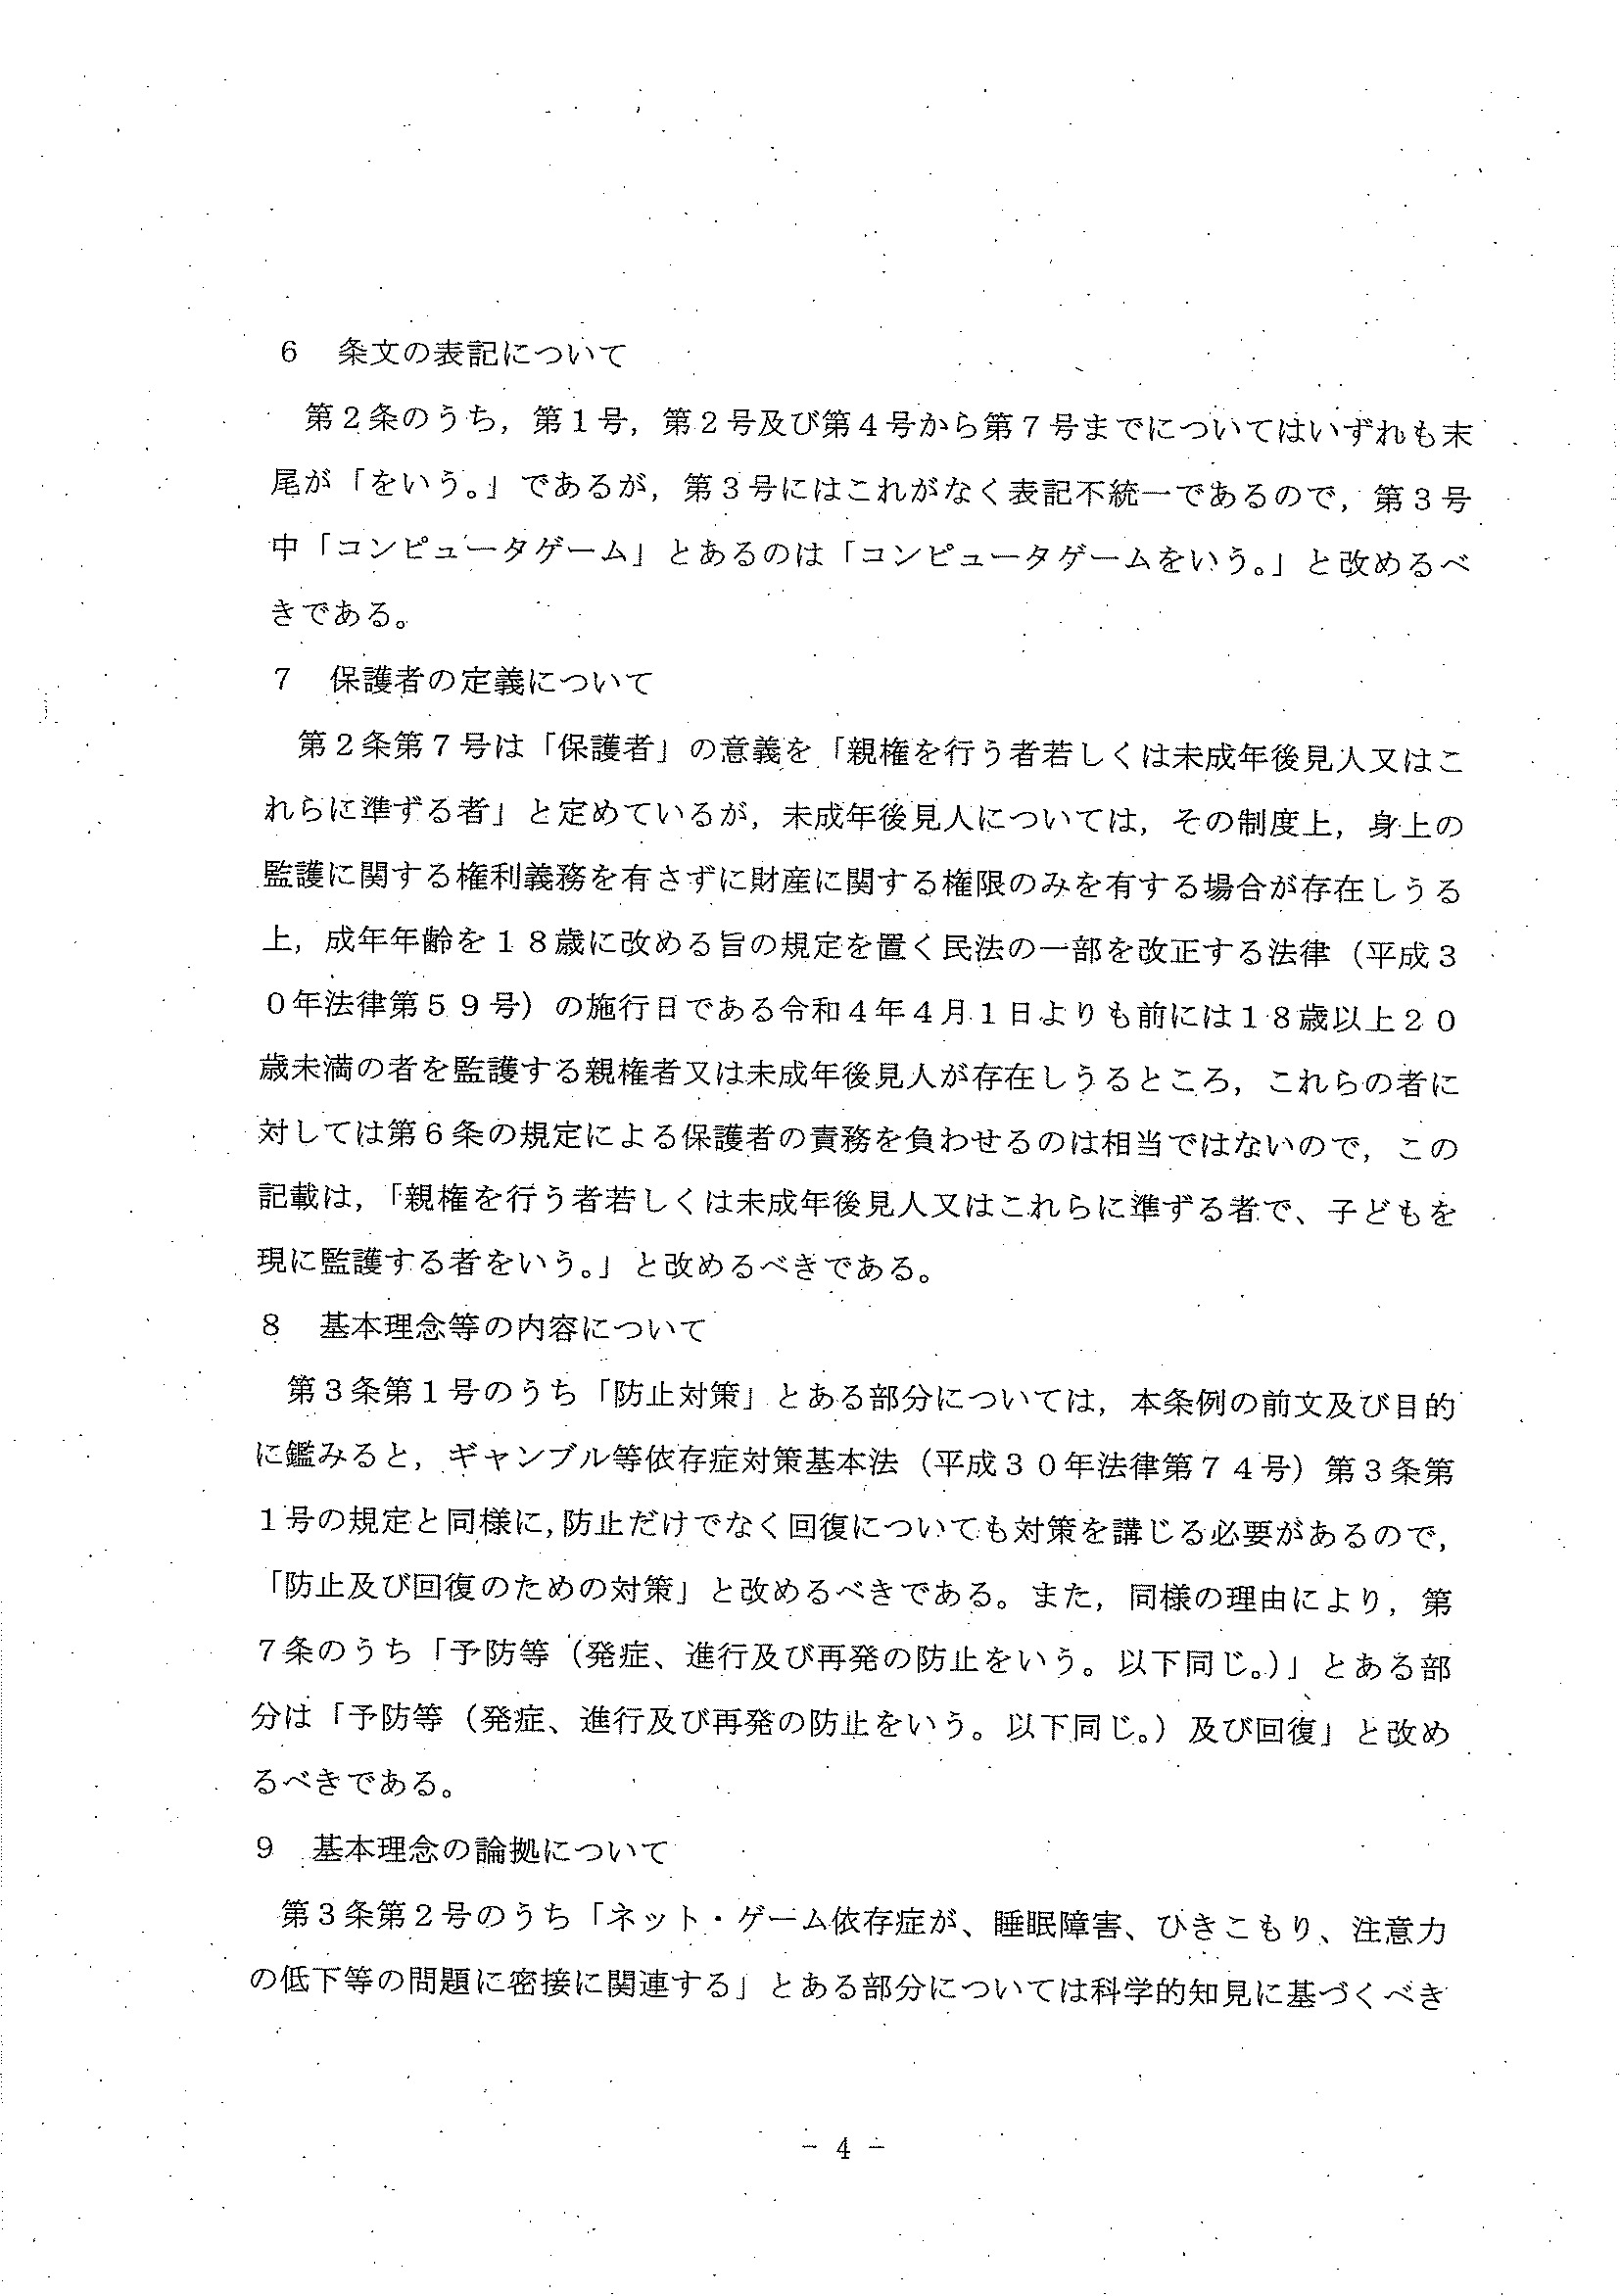 ６　条文の表記について
第２条のうち，第１号，第２号及び第４号から第７号まではについてはいずれも末
尾が「をいう。」であるが，第３号にはこれがなく表記不統一であるので，第３号
中「コンピュータゲーム」とあるのは「コンピュータゲームをいう。」と改めるべ
きである。
７　保護者の定義について
第２条第７号は「保護者」の意義を「親権を行う者若しくは未成年後見人又はこ
れらに準ずる者」と定めているが，未成年後見人については，その制度上，身上の
監護に関する権利義務を有さずに財産に関する権限のみを有する場合が存在しうる
上，成年年齢を１８歳に改める旨の規定を置く民法の一部を改正する法律（平成３
０年法律第５９号）の施行日である令和４年４月１日よりも前には１８歳以上２０
歳未満の者を監護する親権者又は未成年後見人が存在しうるところ，これらの者に
対しては第６条の規定による保護者の責務を負わせるのは相当ではないので，この
記載は，「親権を行う者若しくは未成年後見人又はこれらに準ずる者で、子どもを
現に監護する者をいう。」と改めるべきである。
８　基本理念等の内容について
第３条第１号のうち「防止対策」とある部分については，本条例の前文及び目的
に鑑みると，ギャンブル等依存症対策基本法（平成３０年法律第７４号）第３条第
１号の規定と同様に，防止だけでなく回復についても対策を講じる必要があるので，
「防止及び回復のための対策」と改めるべきである。また，同様の理由により，第
７条のうち「予防等（発症、進行及び再発の防止をいう。以下同じ。）」とある部
分は「予防等（発症、進行及び再発の防止をいう。以下同じ。）及び回復」と改め
るべきである。
９　基本理念の論拠について
第３条第２号のうち「ネット・ゲーム依存症が、睡眠障害、ひきこもり、注意力
の低下等の問題に密接に関連する」とある部分については科学的知見に基づくべき
－４－